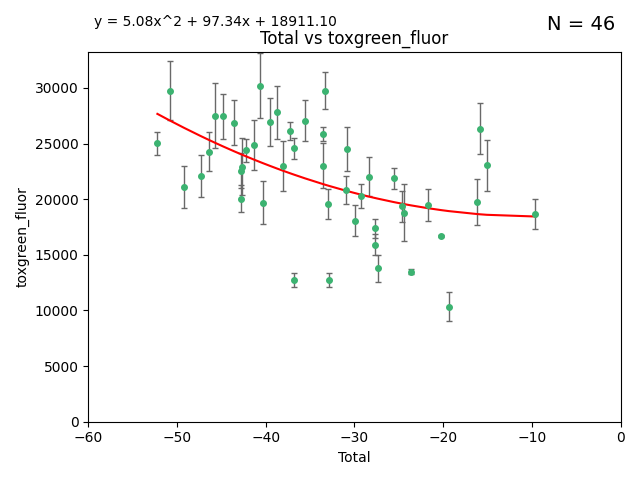 y = 5.08x^2 + 97.34x + 18911.10
N = 46
Total vs toxgreen_fluor
toxgreen_fluor
30000
25000
20000
15000
10000
5000
0
−60
−50
−40
−30
−20
−10
0
Total